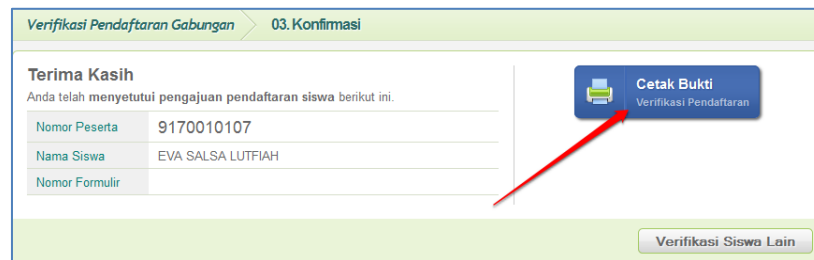 Verifikasi Pendaftaran Gabungan 03. Konfirmasi
Terima Kasih
Anda telah menyetutui pengajuan pendaftaran siswa berikut ini.
Nomor Peserta 9170010107
Nama Siswa EVA SALSA LUTFIAH
Nomor Formulir
Cetak Bukti
Verifikasi Pendaftaran
Verifikasi Siswa Lain